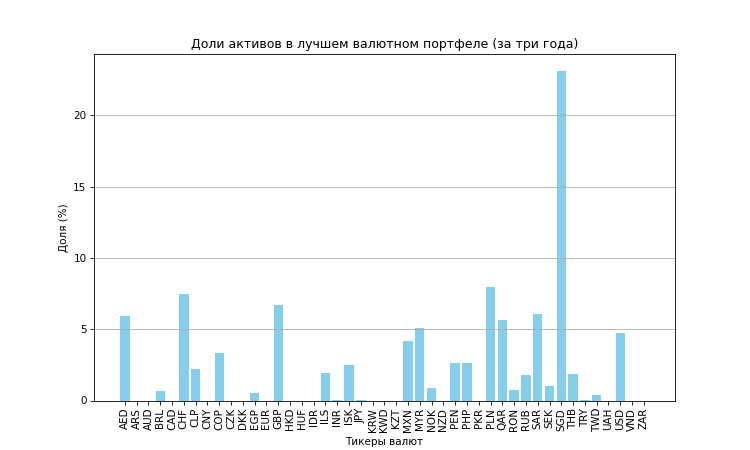 Доли активов в лучшем валютном портфеле (за три года)
Доля (%)
20
15
10
5
0
AED ARS AUD BRL CAD CHF CLP CNY COP CZK DKK EGP EUR GBP HKD HUF IDR ILS INR ISK JPY KRW KWD KZT MXN MYR NOK NZD PEN PHP PKR PLN QAR RON RUB SAR SEK SGD THB TRY TWD UAH USD VND ZAR
Тикеры валют